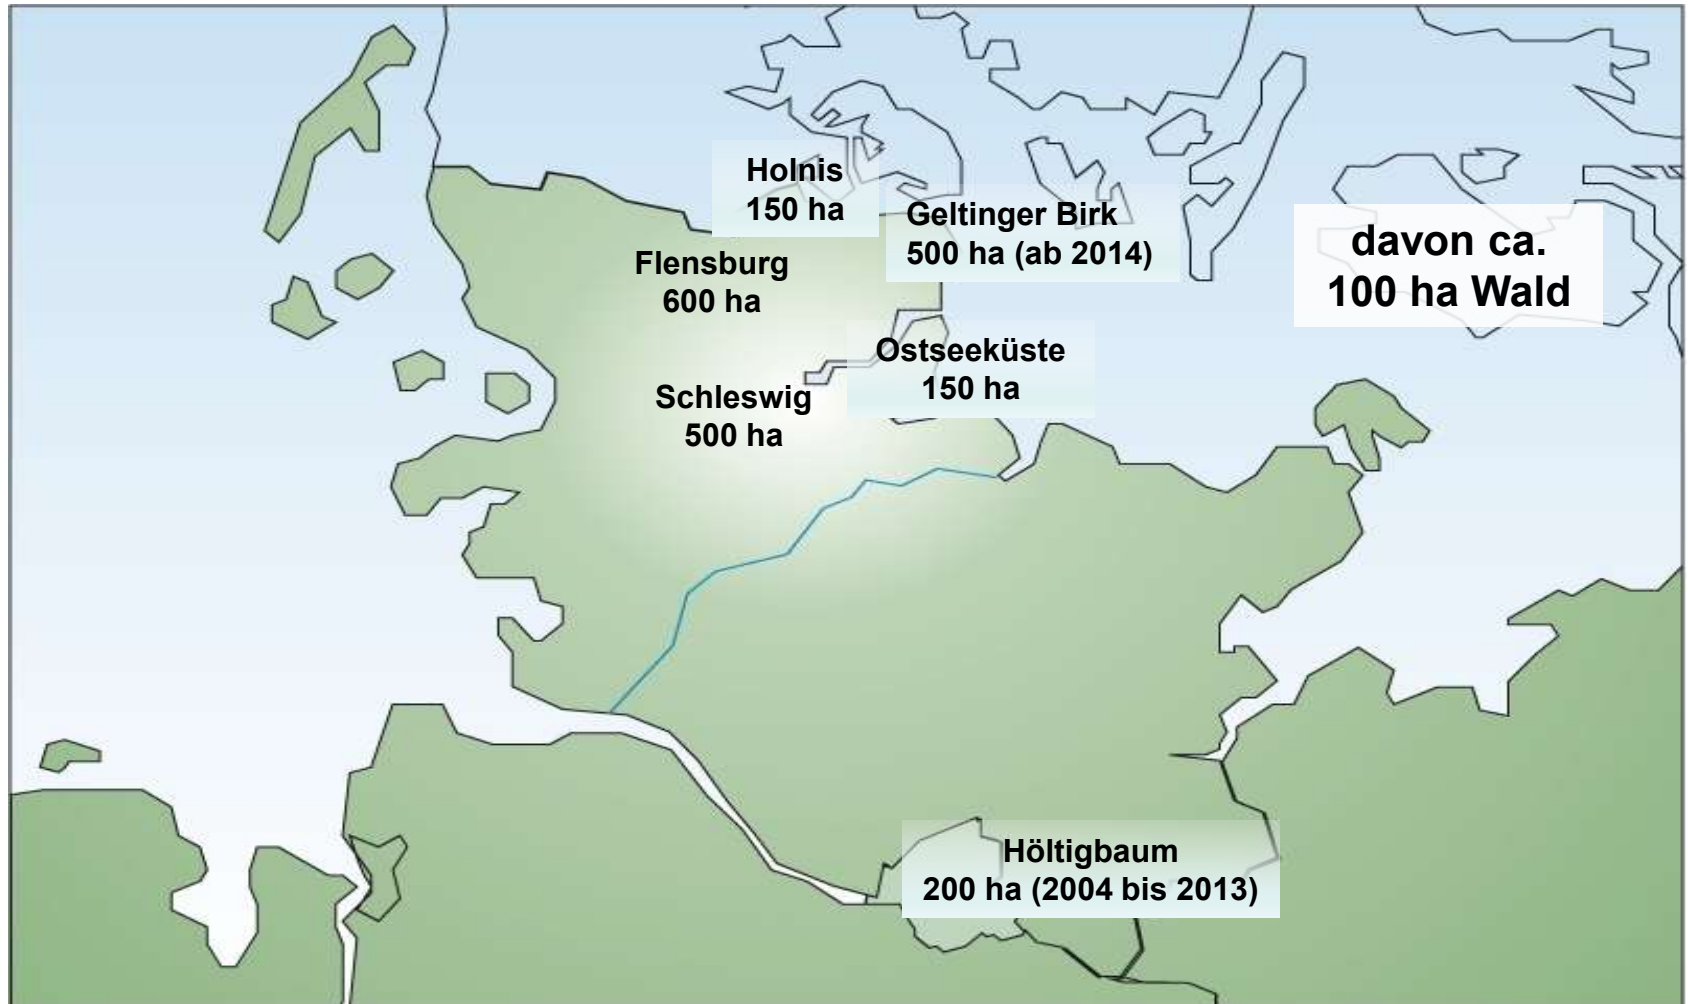 Holnis
150 ha
Geltinger Birk
500 ha (ab 2014)
davon ca.
100 ha Wald
Flensburg
600 ha
Ostseeküste
150 ha
Schleswig
500 ha
Höltigbaum
200 ha (2004 bis 2013)